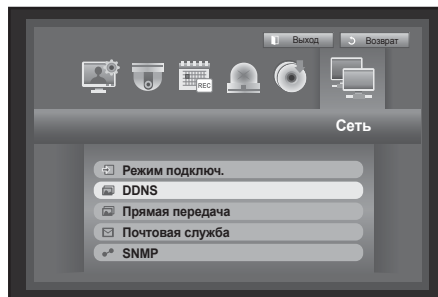 Выход Возврат
REC
Сеть
Режим подключ.
DDNS
Прямая передача
Почтовая служба
SNMP